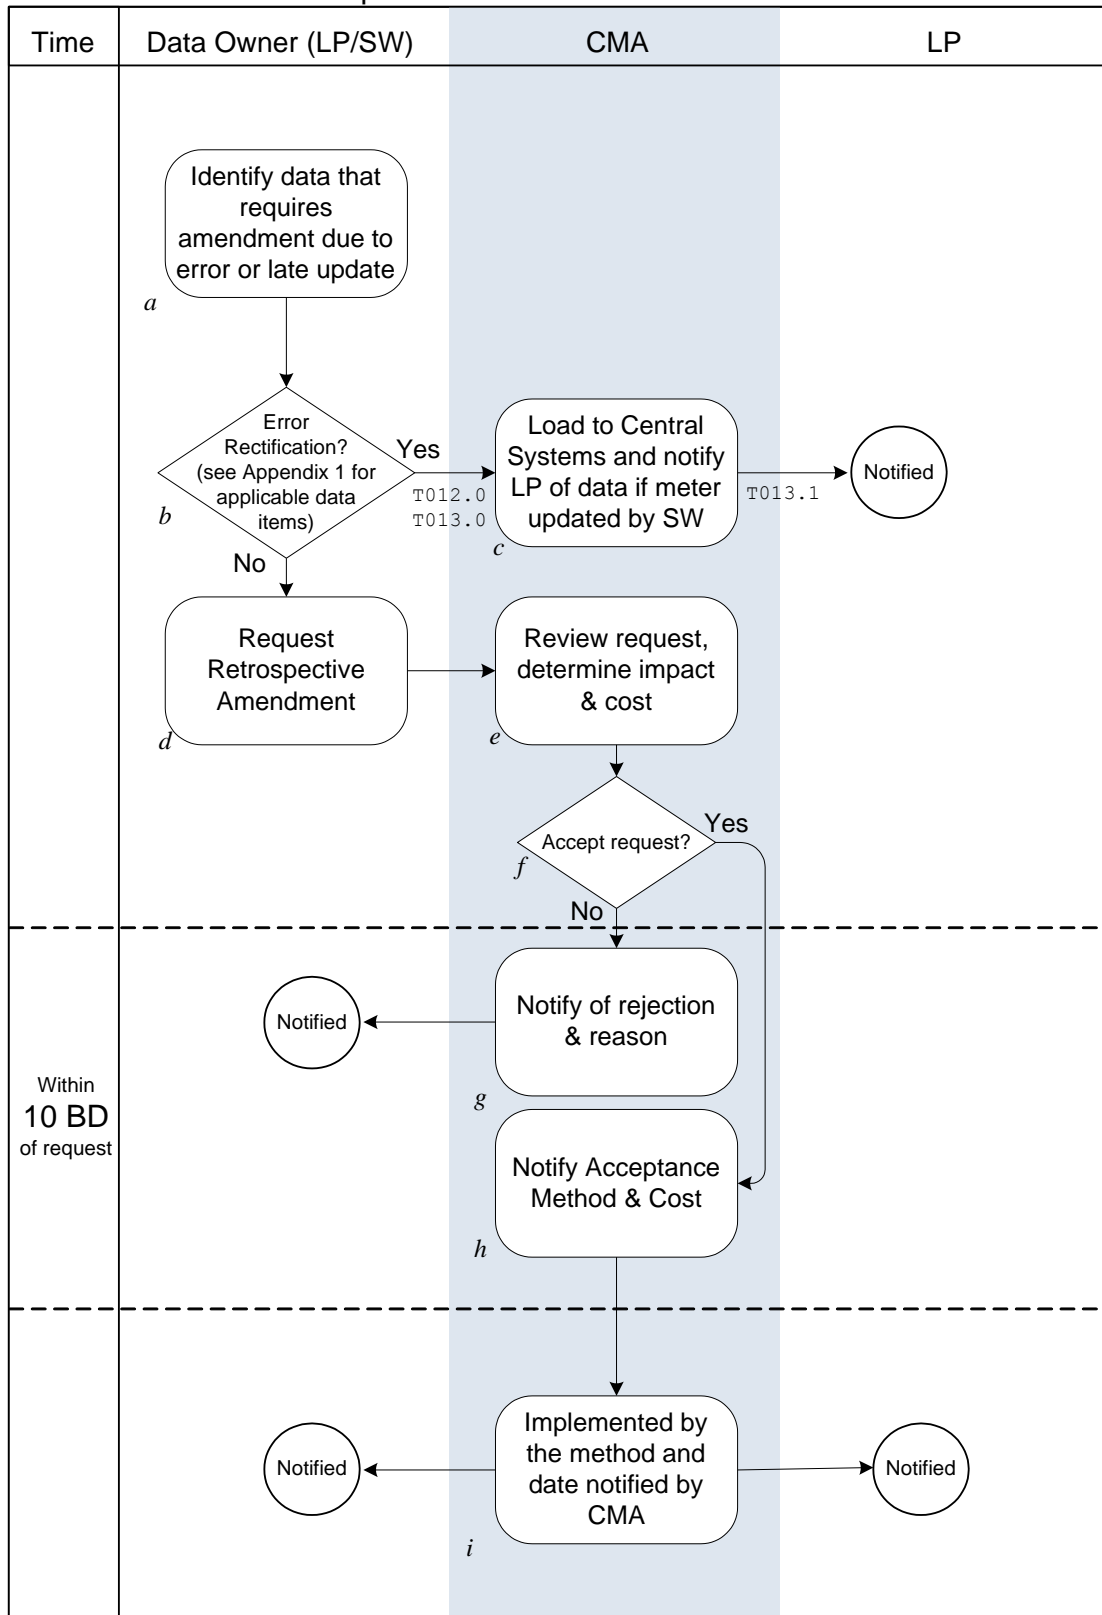 Time
Data Owner (LP/SW)
CMA
LP
Identify data that
requires
amendment due to
error or late update
a
Error
Rectification?
(see Appendix 1 for
applicable data
items)
b
Yes
T012.0
T013.0
Load to Central
Systems and notify
LP of data if meter
updated by SW
c
T013.1
Notified
No
Request
Retrospective
Amendment
d
Review request,
determine impact
& cost
e
Accept request?
f
Yes
No
Within
10 BD
of request
Notified
Notify of rejection
& reason
g
Notify Acceptance
Method & Cost
h
Notified
Implemented by
the method and
date notified by
CMA
i
Notified